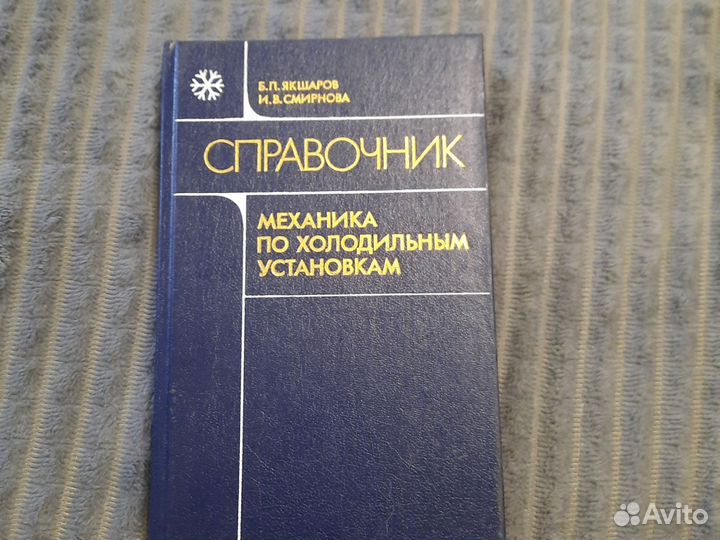 Б.П. ЯКШАРОВ
И.В. СМИРНОВА
СПРАВОЧНИК
МЕХАНИКА
ПО ХОЛОДИЛЬНЫМ
УСТАНОВКАМ
Avito